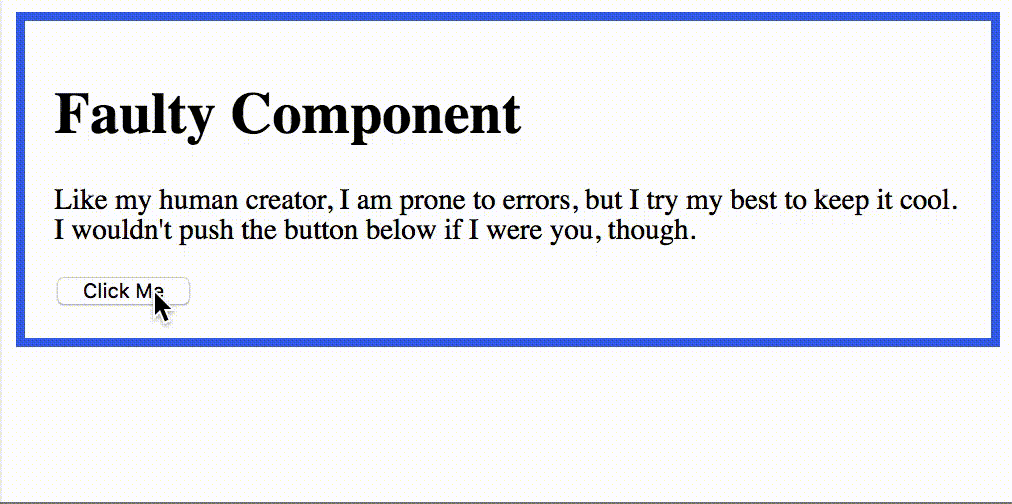 Faulty Component
Like my human creator, I am prone to errors, but I try my best to keep it cool.
I wouldn't push the button below if I were you, though.
Click Me